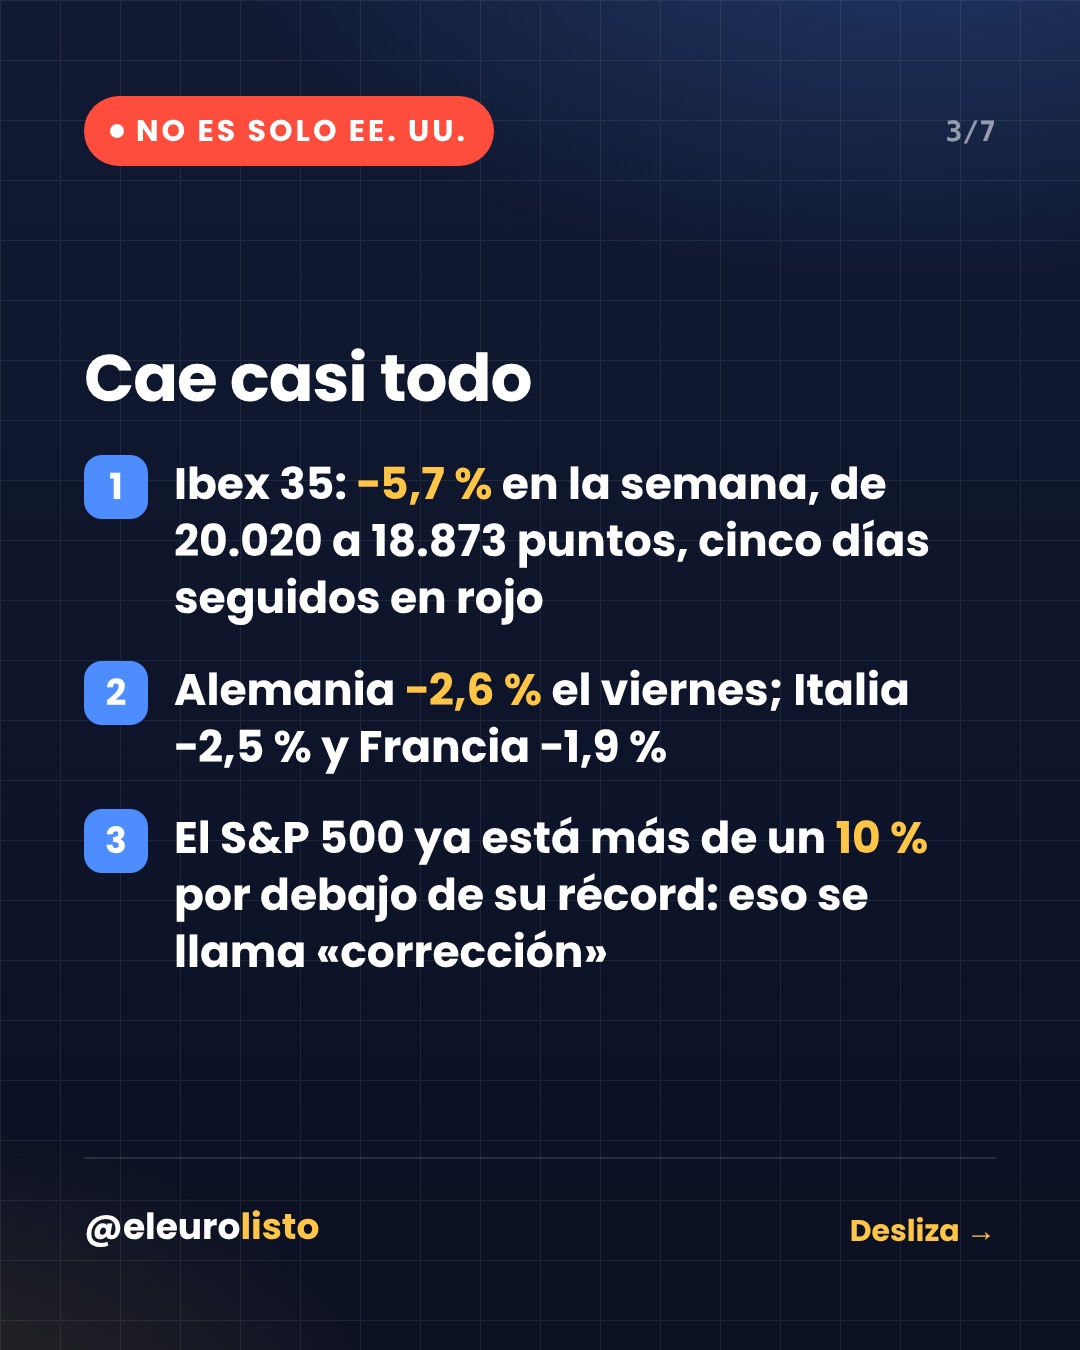 NO ES SOLO EE. UU.
3/7
Cae casi todo
1 Ibex 35: −5,7 % en la semana, de
20.020 a 18.873 puntos, cinco días
seguidos en rojo
2 Alemania −2,6 % el viernes; Italia
−2,5 % y Francia −1,9 %
3 El S&P 500 ya está más de un 10 %
por debajo de su récord: eso se
llama «corrección»
@eleurolisto
Desliza →